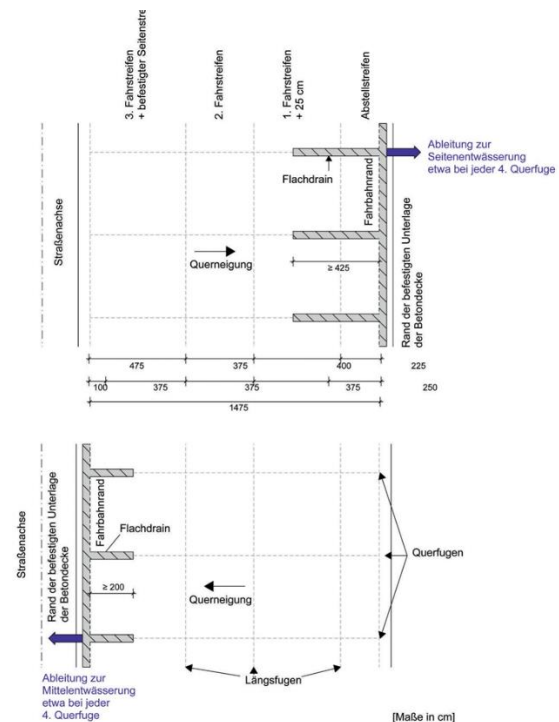 3. Fahrstreifen
+ befestigter Seitenstre
2. Fahrstreifen
1. Fahrstreifen
+ 25 cm
Abstellstreifen
Straßenachse
Flachdrain
Fahrbahnrand
Ableitung zur
Seitenentwässerung
etwa bei jeder 4. Querfuge
Querneigung
≥ 425
Rand der befestigten Unterlage
der Betondecke
475 375 400 225
100 375 375 375 250
1475
Straßenachse
Rand der befestigten Unterlage
der Betondecke
Fahrbahnrand
Flachdrain
≥ 200
Querneigung
Querfugen
Längsfugen
Ableitung zur
Mittelentwässerung
etwa bei jeder
4. Querfuge
[Maße in cm]